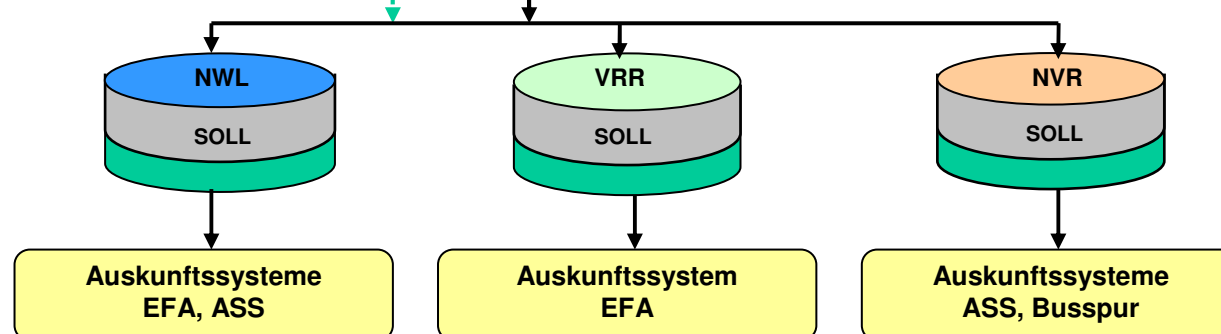 NWL
SOLL
VRR
SOLL
NVR
SOLL
Auskunftssysteme
EFA, ASS
Auskunftssystem
EFA
Auskunftssysteme
ASS, Busspur